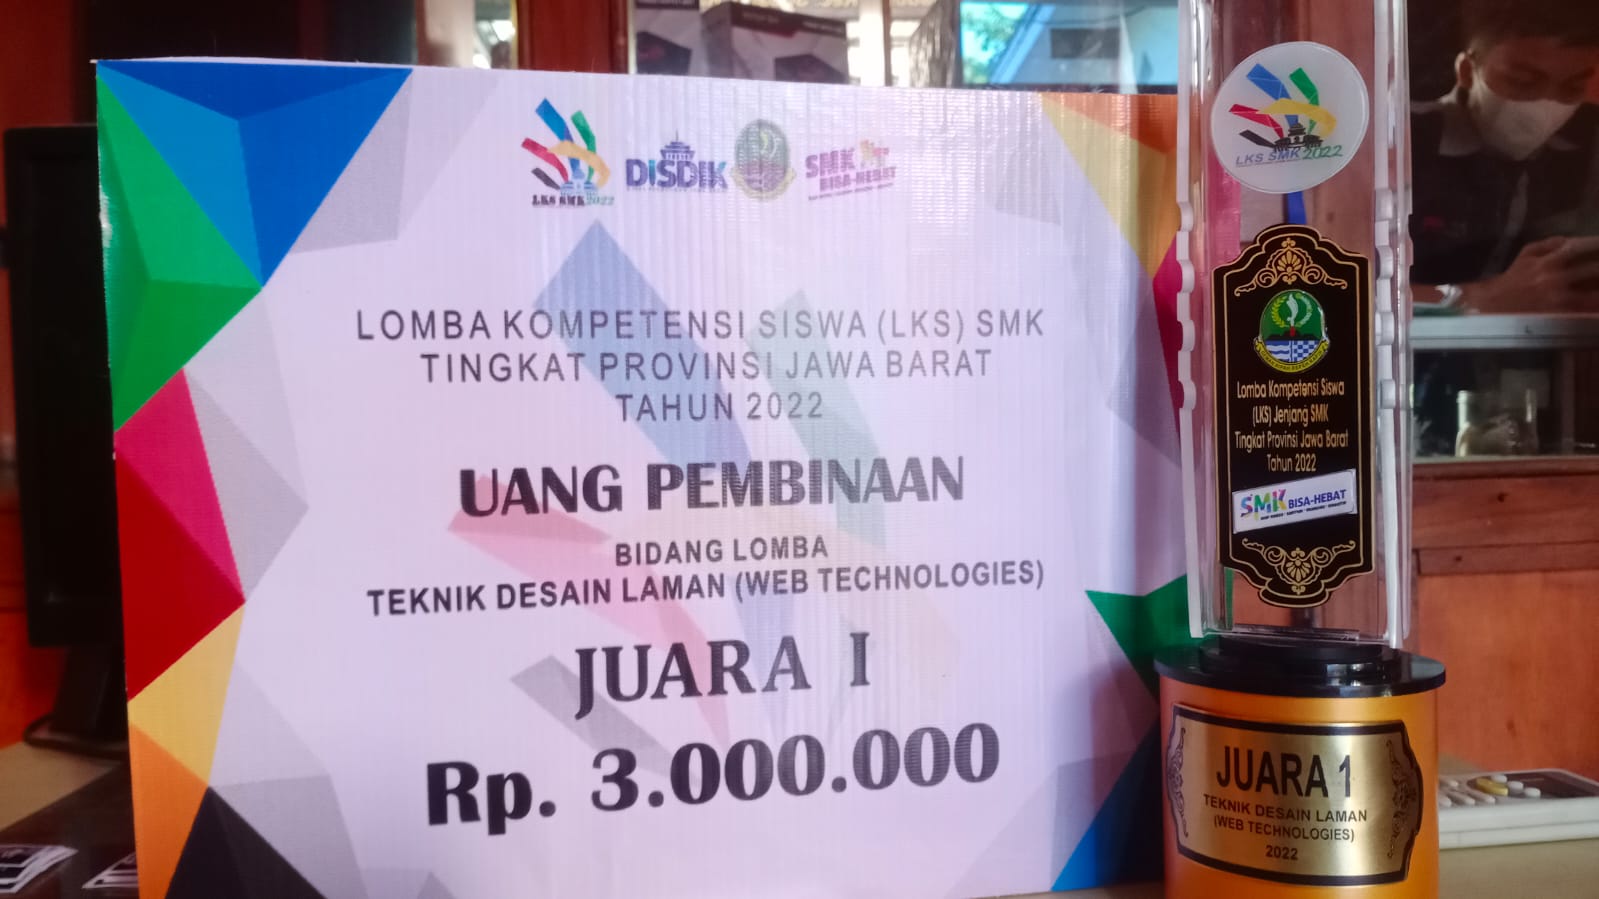 LKS SMK 2022
DISDIK
SMK
BISA-HEBAT
LOMBA KOMPETENSI SISWA (LKS) SMK
TINGKAT PROVINSI JAWA BARAT
TAHUN 2022
UANG PEMBINAAN
BIDANG LOMBA
TEKNIK DESAIN LAMAN (WEB TECHNOLOGIES)
JUARA I
Rp. 3.000.000
LKS SMK 2022
Lomba Kompetensi Siswa
(LKS) Jenjang SMK
Tingkat Provinsi Jawa Barat
Tahun 2022
SMK BISA-HEBAT
JUARA 1
TEKNIK DESAIN LAMAN
(WEB TECHNOLOGIES)
2022